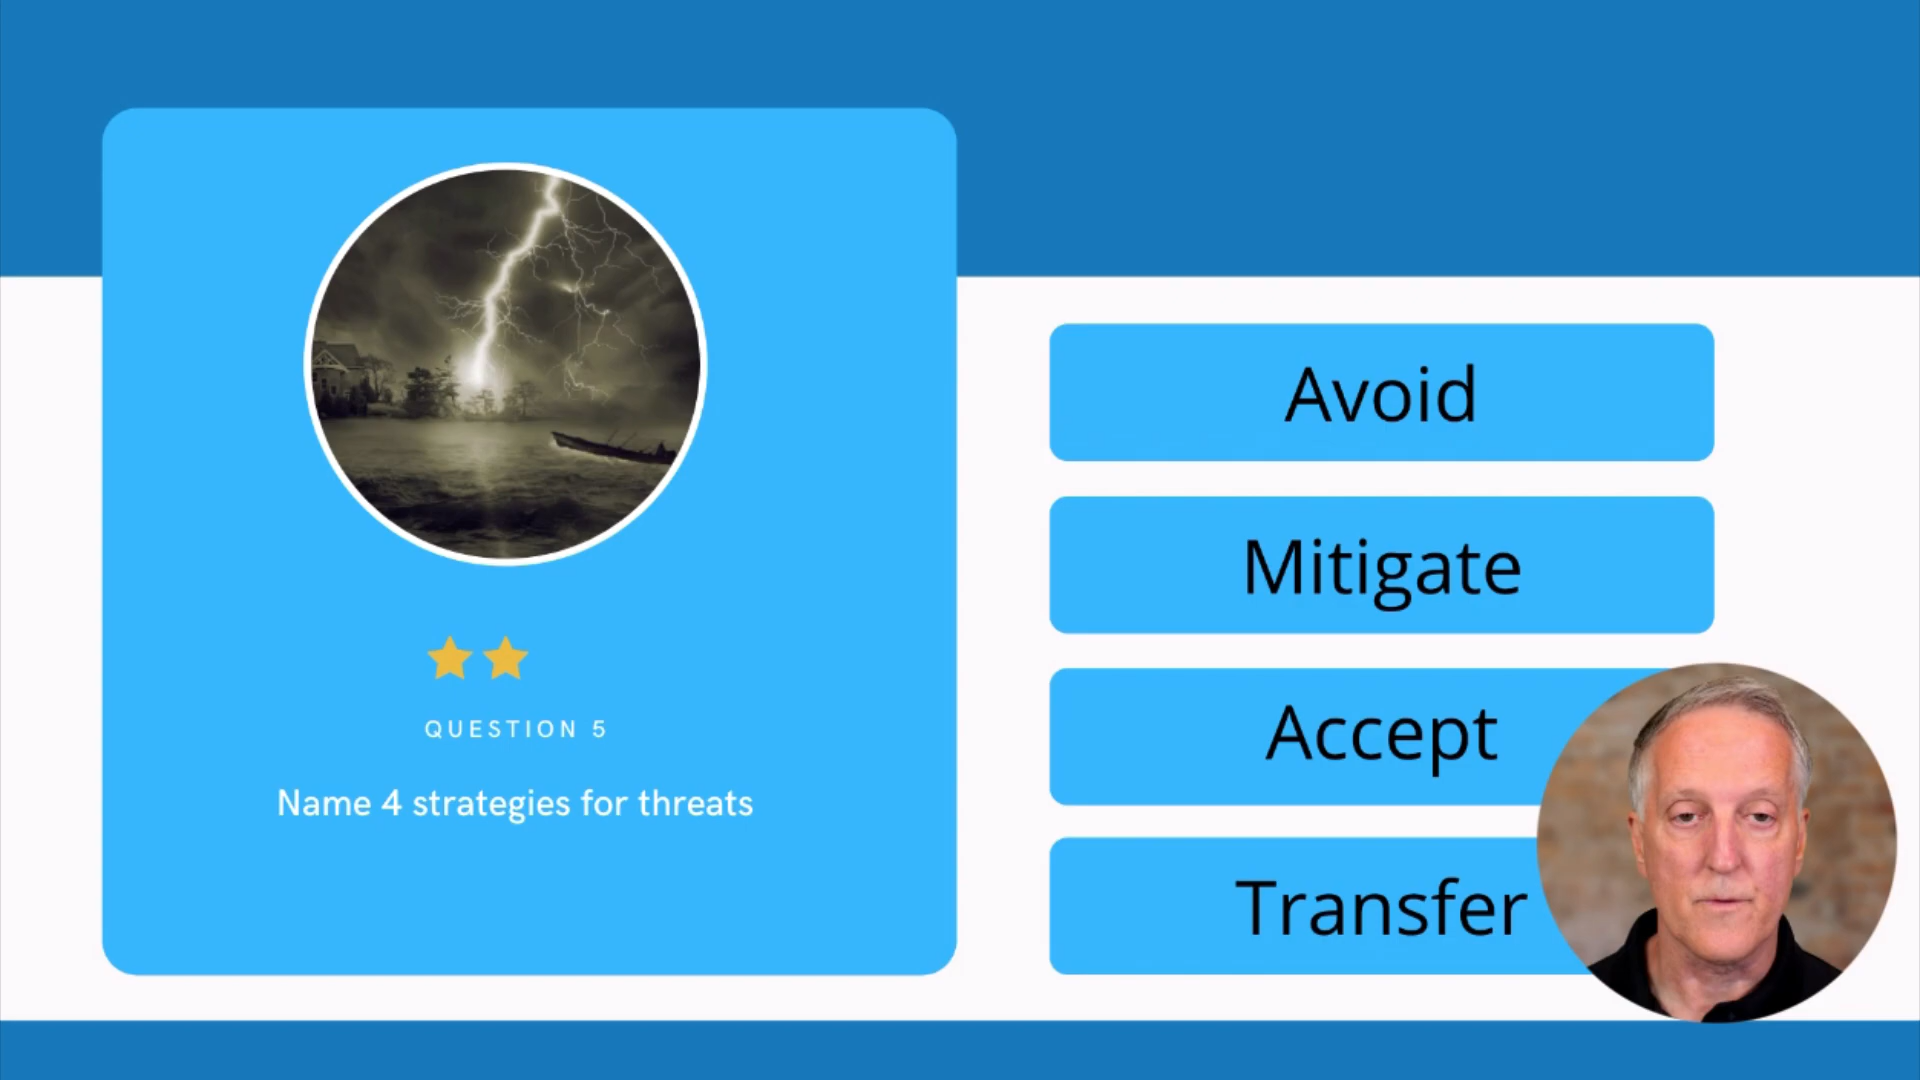 QUESTION 5
Name 4 strategies for threats
Avoid
Mitigate
Accept
Transfer